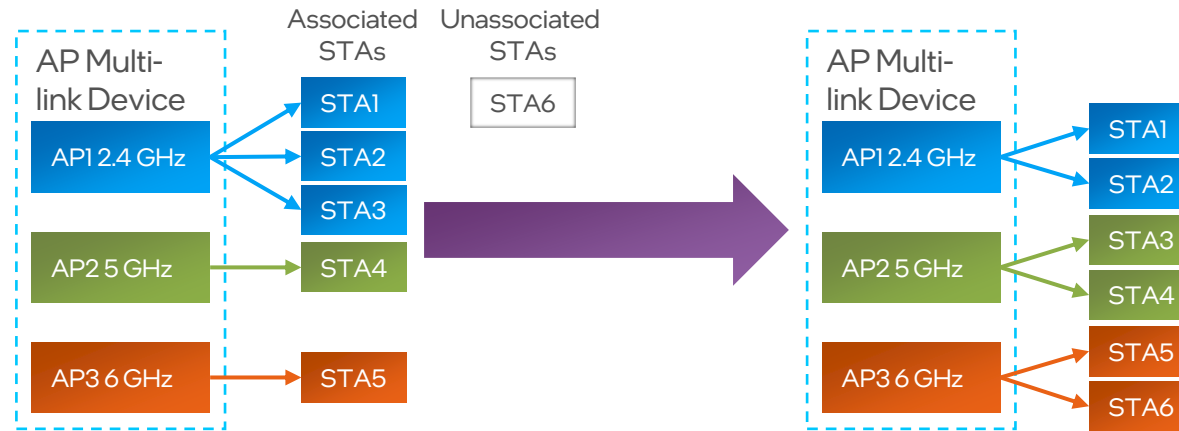 Associated
STAs
Unassociated
STAs
AP Multi-
link Device
STA1
STA6
AP1 2.4 GHz
STA2
STA3
AP2 5 GHz
STA4
AP3 6 GHz
STA5
AP Multi-
link Device
AP1 2.4 GHz
STA1
STA2
AP2 5 GHz
STA3
STA4
AP3 6 GHz
STA5
STA6